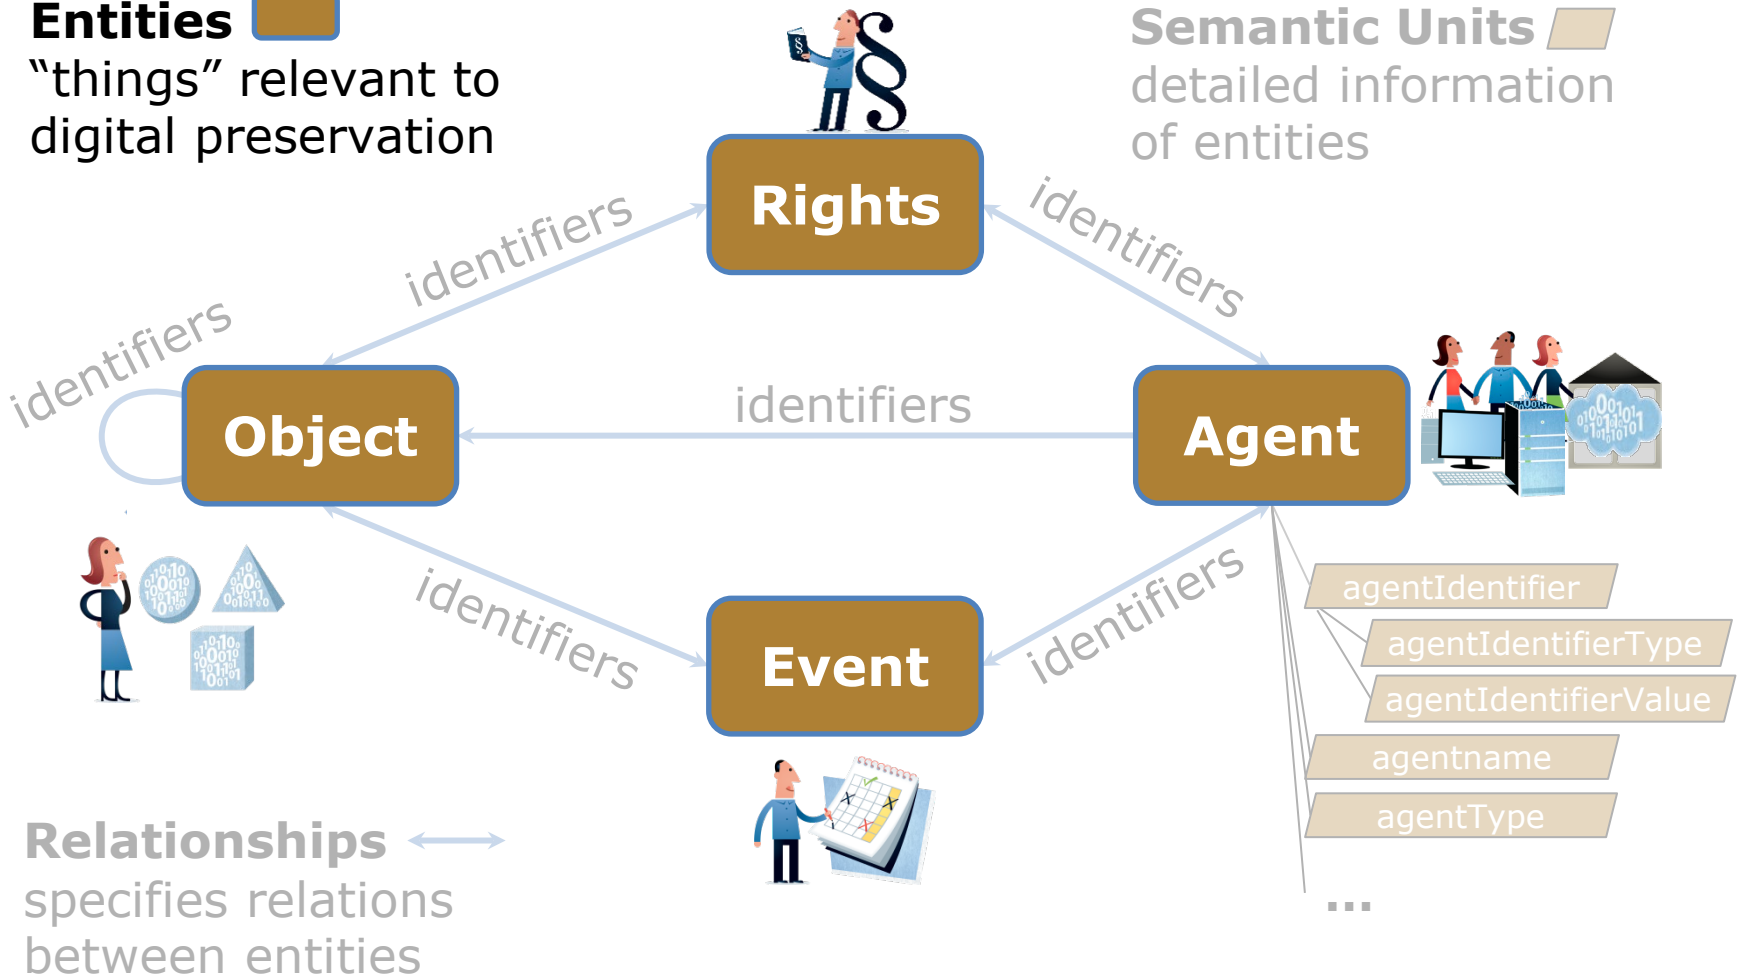 Entities
“things” relevant to
digital preservation
Semantic Units
detailed information
of entities
§
Rights
identifiers
identifiers
identifiers
Object
identifiers
Agent
identifiers
identifiers
Event
agentIdentifier
agentIdentifierType
agentIdentifierValue
agentname
agentType
...
Relationships
specifies relations
between entities